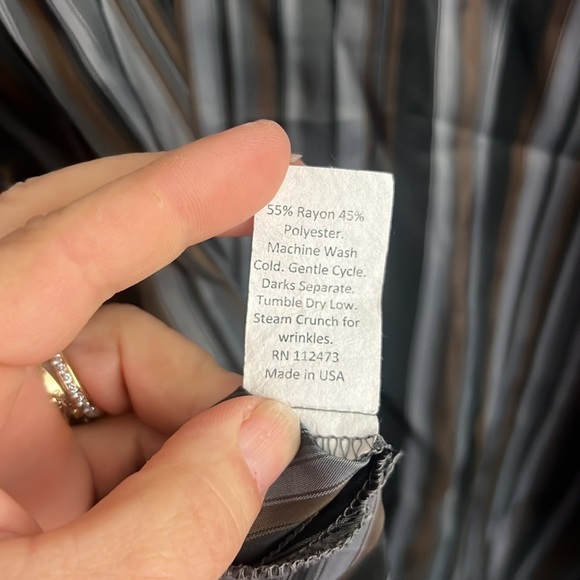 55% Rayon 45%
Polyester.
Machine Wash
Cold. Gentle Cycle.
Darks Separate.
Tumble Dry Low.
Steam Crunch for
wrinkles.
RN 112473
Made in USA